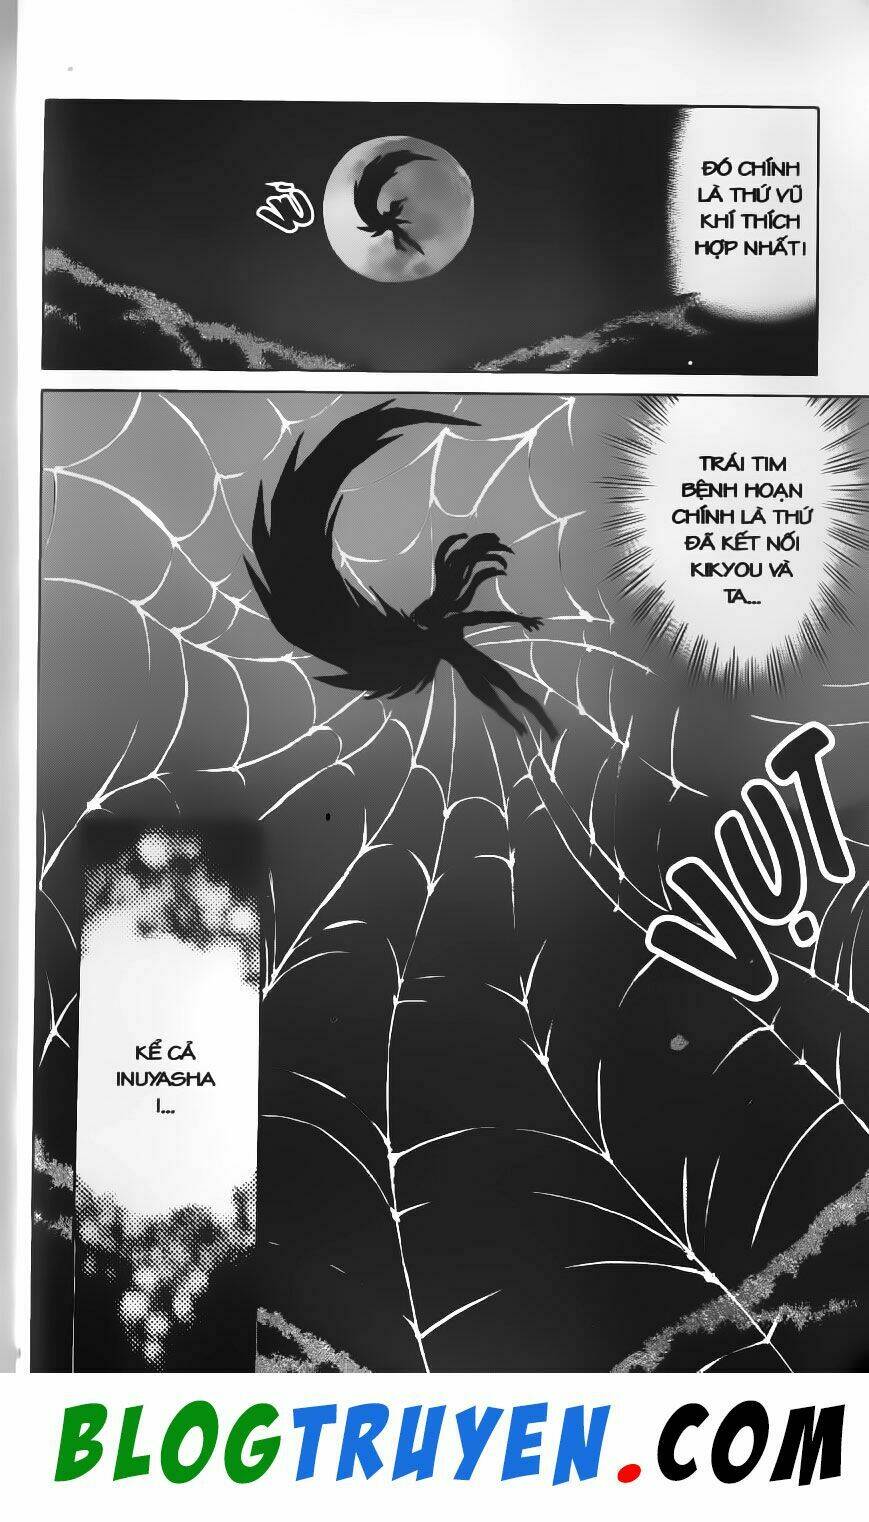 ĐÓ CHÍNH
LÀ THỨ VŨ
KHÍ THÍCH
HỢP NHẤT!
VÙ
TRÁI TIM
BỆNH HOẠN
CHÍNH LÀ THỨ
ĐÃ KẾT NỐI
KIKYOU VÀ
TA...
VỤT
KỂ CẢ
INUYASHA
!...
BLOGTRUYEN.COM